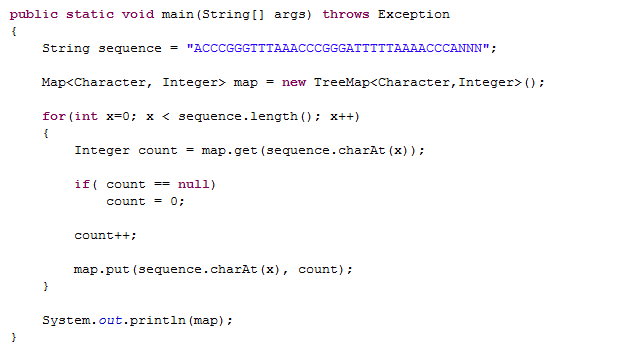 public static void main(String[] args) throws Exception
{
    String sequence = "ACCCGGGTTTAAACCCGGGATTTTTAAAACCCANNN";
    Map<Character, Integer> map = new TreeMap<Character,Integer>();
    for(int x=0; x < sequence.length(); x++)
    {
        Integer count = map.get(sequence.charAt(x));
        if( count == null)
            count = 0;
        count++;
        map.put(sequence.charAt(x), count);
    }
    System.out.println(map);
}